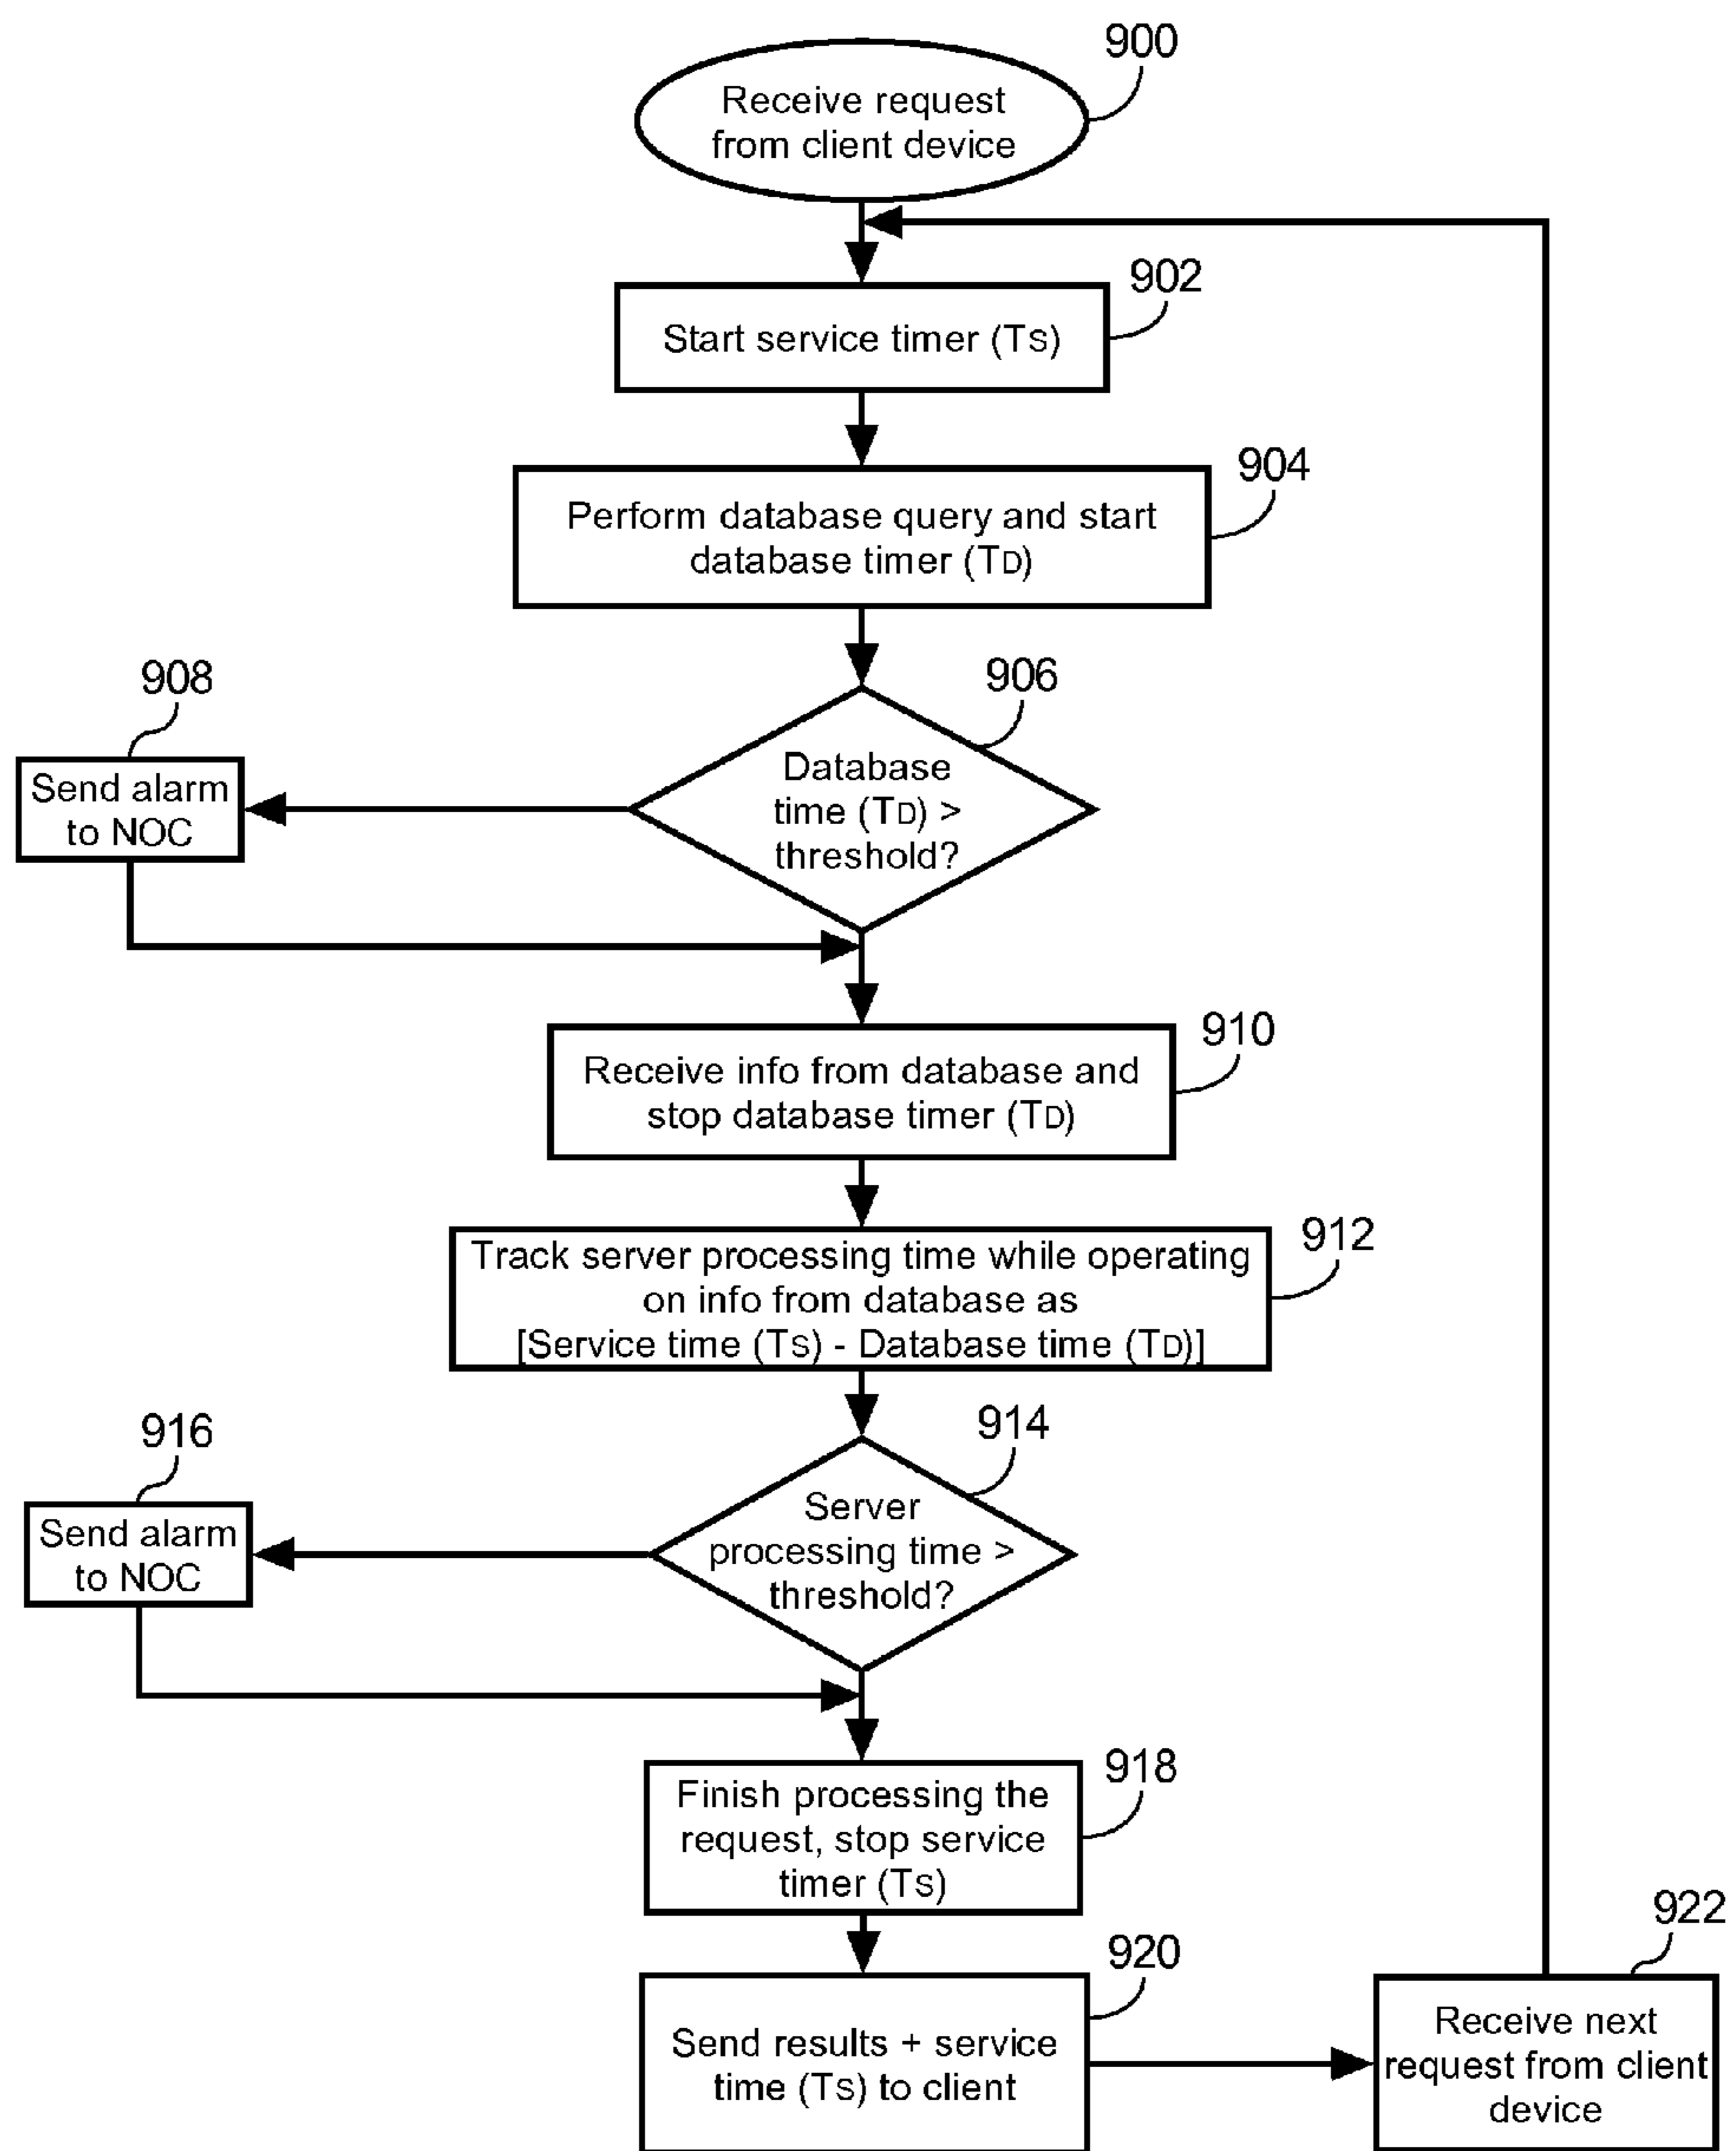 900
Receive request
from client device
902
Start service timer (TS)
904
Perform database query and start
database timer (TD)
906
908
Database
time (TD) >
threshold?
Send alarm
to NOC
910
Receive info from database and
stop database timer (TD)
912
Track server processing time while operating
on info from database as
[Service time (TS) - Database time (TD)]
914
916
Server
processing time >
threshold?
Send alarm
to NOC
918
Finish processing the
request, stop service
timer (TS)
920
Send results + service
time (TS) to client
922
Receive next
request from client
device